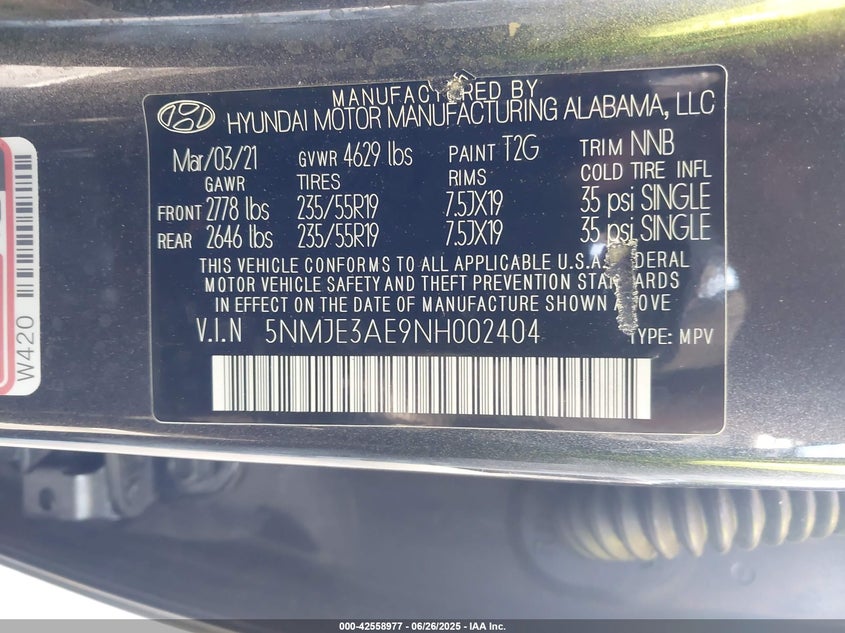 MANUFACTURED BY
HYUNDAI MOTOR MANUFACTURING ALABAMA, LLC
Mar/03/21 GVWR 4629 lbs PAINT T2G TRIM NNB
GAWR TIRES RIMS COLD TIRE INFL
FRONT 2778 lbs 235/55R19 7.5JX19 35 psi SINGLE
REAR 2646 lbs 235/55R19 7.5JX19 35 psi SINGLE
THIS VEHICLE CONFORMS TO ALL APPLICABLE U.S.A. FEDERAL
MOTOR VEHICLE SAFETY AND THEFT PREVENTION STANDARDS
IN EFFECT ON THE DATE OF MANUFACTURE SHOWN ABOVE
V.I.N 5NMJE3AE9NH002404 TYPE: MPV
W420
000-42558977 - 06/26/2025 - IAA Inc.